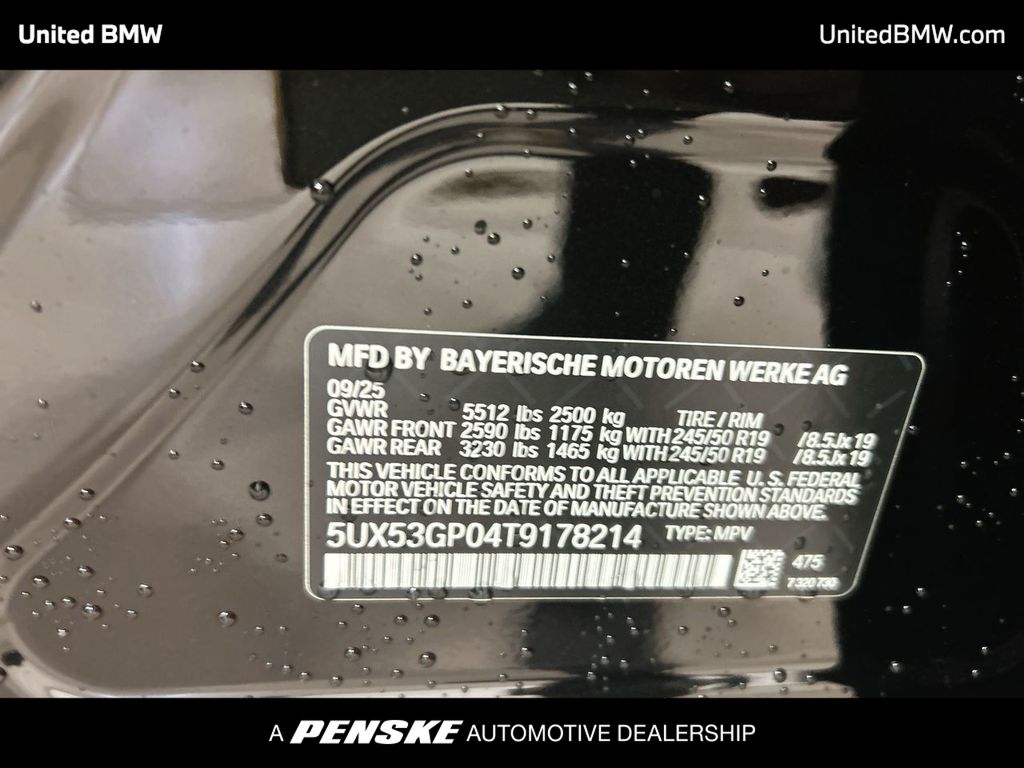 United BMW
UnitedBMW.com
MFD BY BAYERISCHE MOTOREN WERKE AG
09/25
GVWR 5512 lbs 2500 kg TIRE / RIM
GAWR FRONT 2590 lbs 1175 kg WITH 245/50 R19 /8.5Jx19
GAWR REAR 3230 lbs 1465 kg WITH 245/50 R19 /8.5Jx19
THIS VEHICLE CONFORMS TO ALL APPLICABLE U. S. FEDERAL
MOTOR VEHICLE SAFETY AND THEFT PREVENTION STANDARDS
IN EFFECT ON THE DATE OF MANUFACTURE SHOWN ABOVE.
5UX53GP04T9178214 TYPE: MPV
475
7320730
A PENSKE AUTOMOTIVE DEALERSHIP